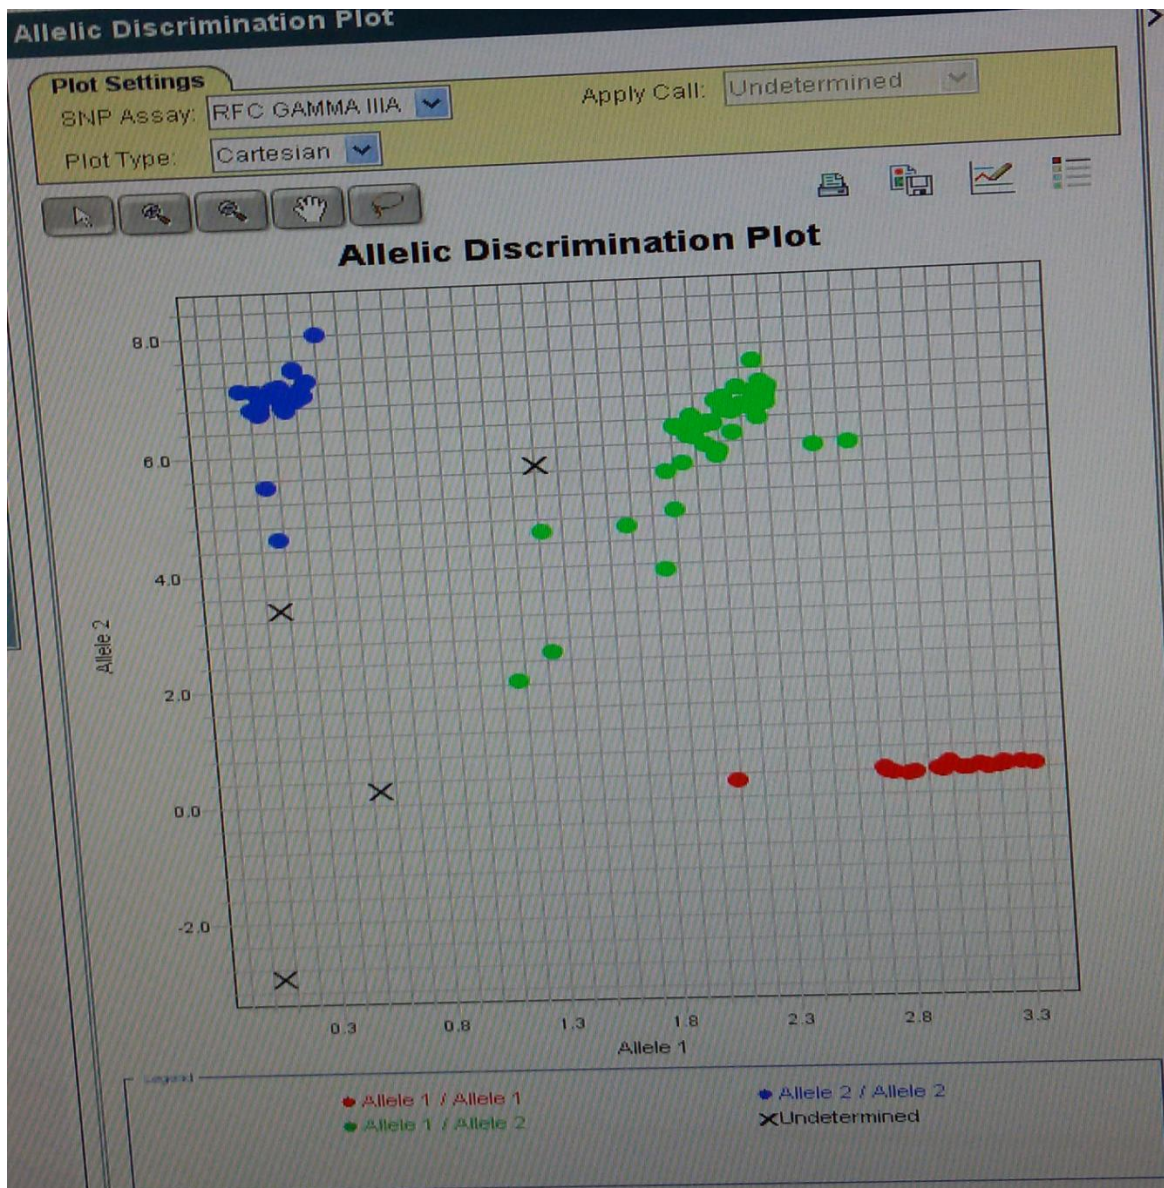 Allelic Discrimination Plot
Plot Settings
SNP Assay: RFC GAMMA IIIA
Apply Call: Undetermined
Plot Type: Cartesian
Allelic Discrimination Plot
8.0
6.0
4.0
2.0
0.0
-2.0
Allele 2
0.3 0.8 1.3 1.8 2.3 2.8 3.3
Allele 1
Legend
Allele 1 / Allele 1
Allele 2 / Allele 2
Allele 1 / Allele 2
Undetermined